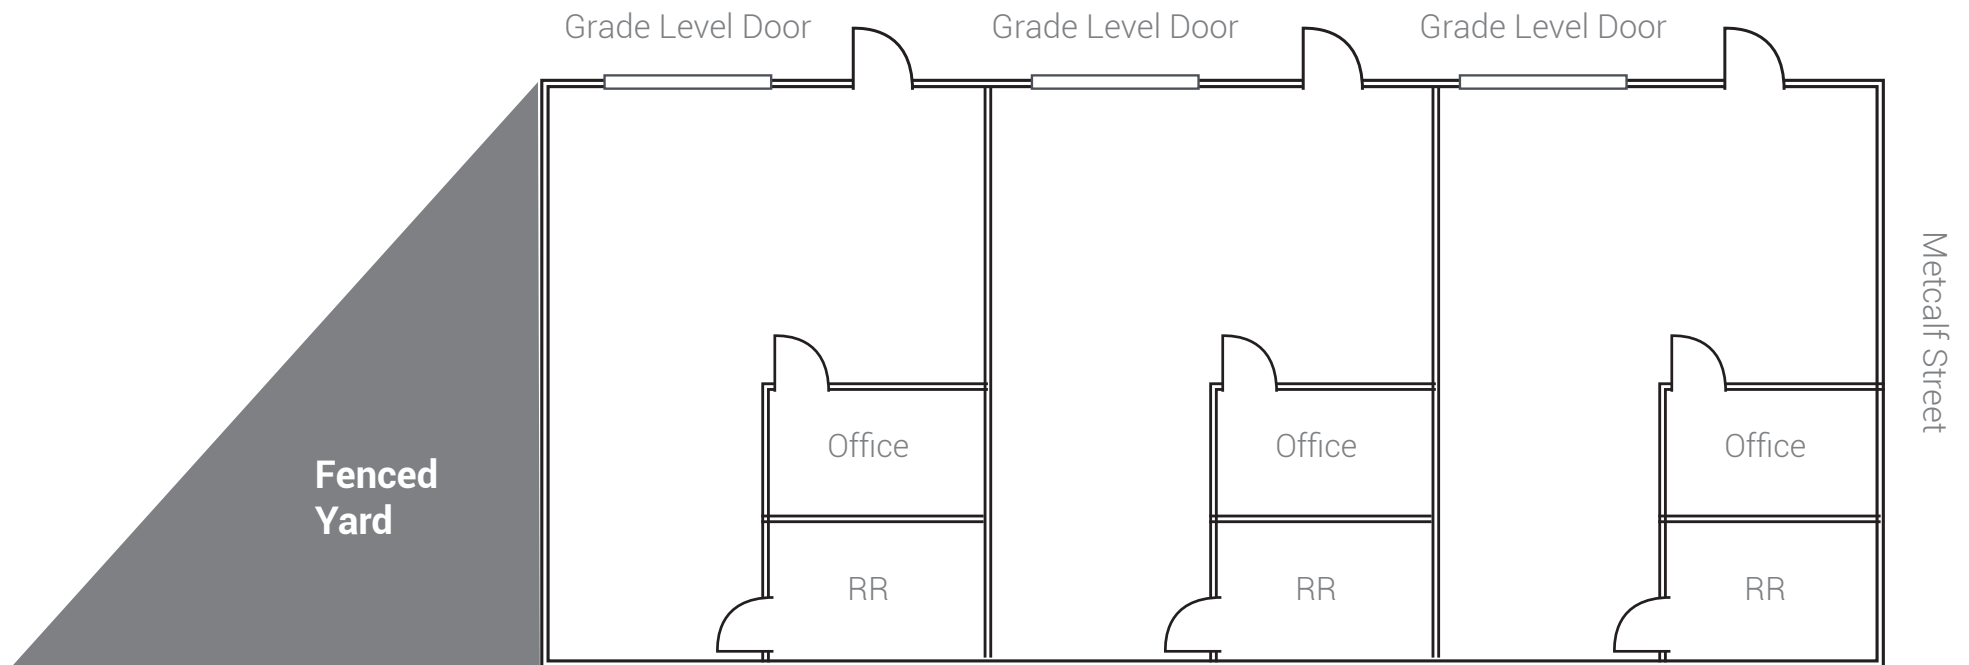 Grade Level Door
Grade Level Door
Grade Level Door
Metcalf Street
Office
Office
Office
Fenced
Yard
RR
RR
RR